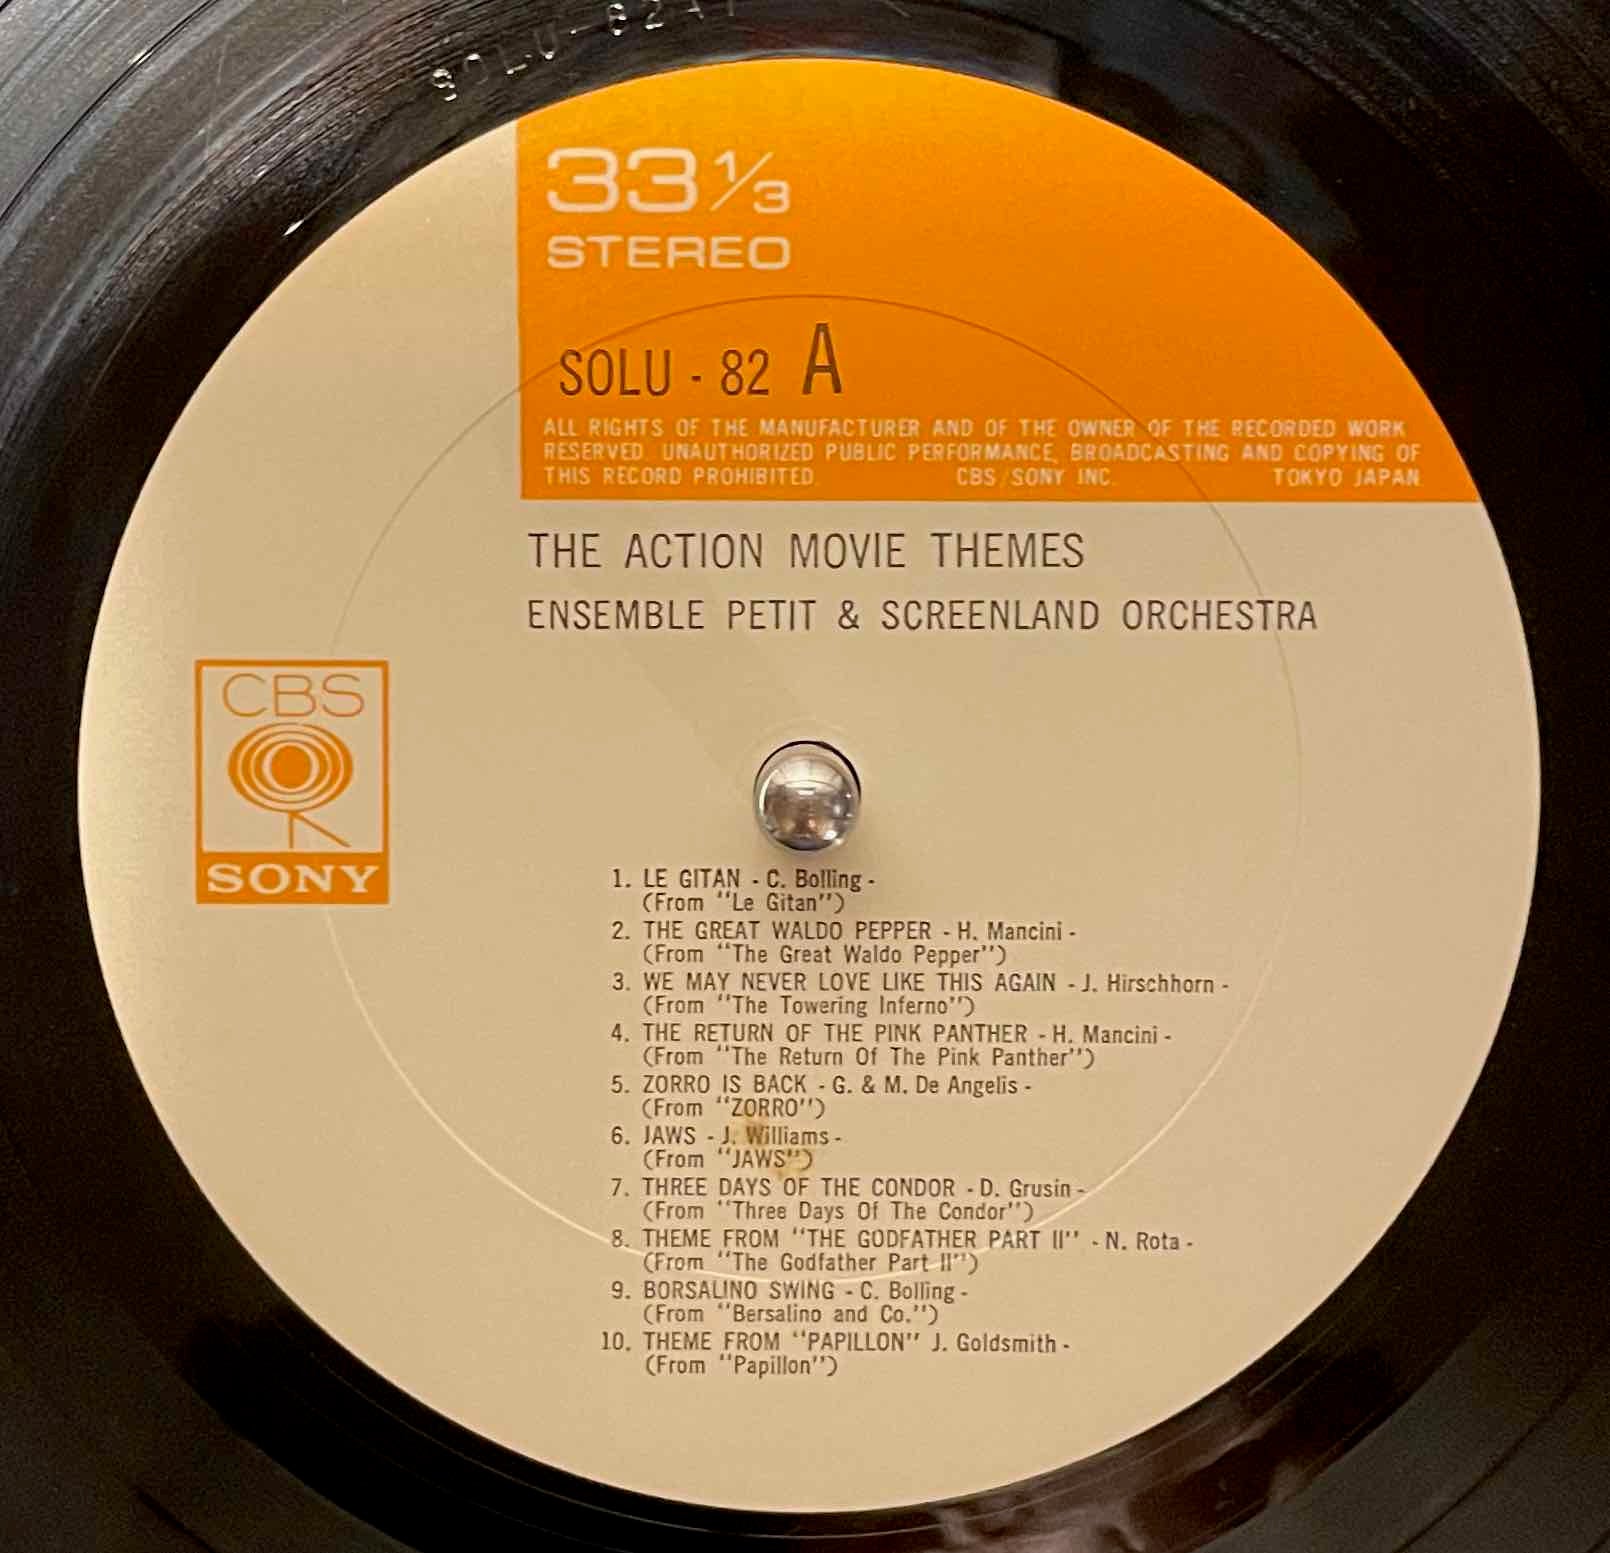 SOLU-82A1
33 1/3
STEREO
SOLU - 82 A
ALL RIGHTS OF THE MANUFACTURER AND OF THE OWNER OF THE RECORDED WORK
RESERVED. UNAUTHORIZED PUBLIC PERFORMANCE, BROADCASTING AND COPYING OF
THIS RECORD PROHIBITED. CBS/SONY INC. TOKYO JAPAN
THE ACTION MOVIE THEMES
ENSEMBLE PETIT & SCREENLAND ORCHESTRA
CBS
SONY
1. LE GITAN - C. Bolling -
(From "Le Gitan")
2. THE GREAT WALDO PEPPER - H. Mancini -
(From "The Great Waldo Pepper")
3. WE MAY NEVER LOVE LIKE THIS AGAIN - J. Hirschhorn -
(From "The Towering Inferno")
4. THE RETURN OF THE PINK PANTHER - H. Mancini -
(From "The Return Of The Pink Panther")
5. ZORRO IS BACK - G. & M. De Angelis -
(From "ZORRO")
6. JAWS - J. Williams -
(From "JAWS")
7. THREE DAYS OF THE CONDOR - D. Grusin -
(From "Three Days Of The Condor")
8. THEME FROM "THE GODFATHER PART II" - N. Rota -
(From "The Godfather Part II")
9. BORSALINO SWING - C. Bolling -
(From "Bersalino and Co.")
10. THEME FROM "PAPILLON" J. Goldsmith -
(From "Papillon")